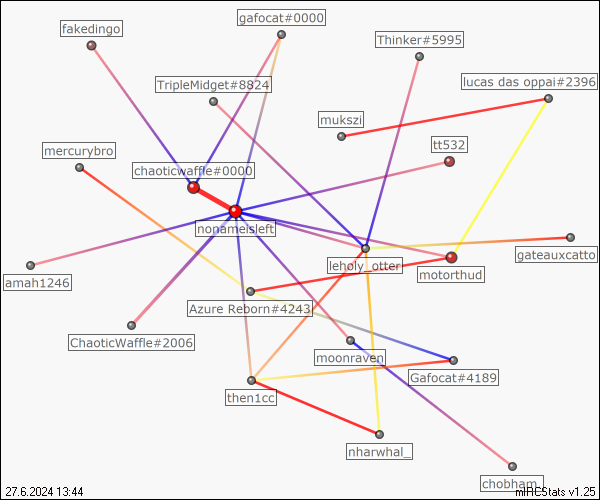 gafocat#0000
fakedingo
Thinker#5995
TripleMidget#8824
lucas das oppai#2396
mukszi
tt532
mercurybro
chaoticwaffle#0000
nonameisleft
gateauxcatto
leholy_otter
motorthud
amah1246
Azure Reborn#4243
ChaoticWaffle#2006
moonraven
Gafocat#4189
then1cc
nharwhal_
chobham_
27.6.2024 13:44
mIRCStats v1.25